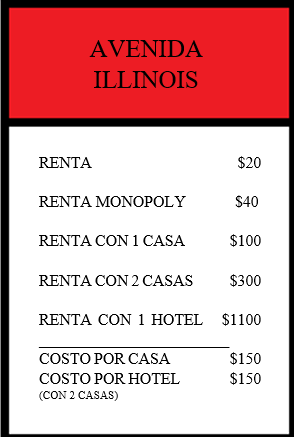 AVENIDA
ILLINOIS
RENTA $20
RENTA MONOPOLY $40
RENTA CON 1 CASA $100
RENTA CON 2 CASAS $300
RENTA CON 1 HOTEL $1100
COSTO POR CASA $150
COSTO POR HOTEL $150
(CON 2 CASAS)